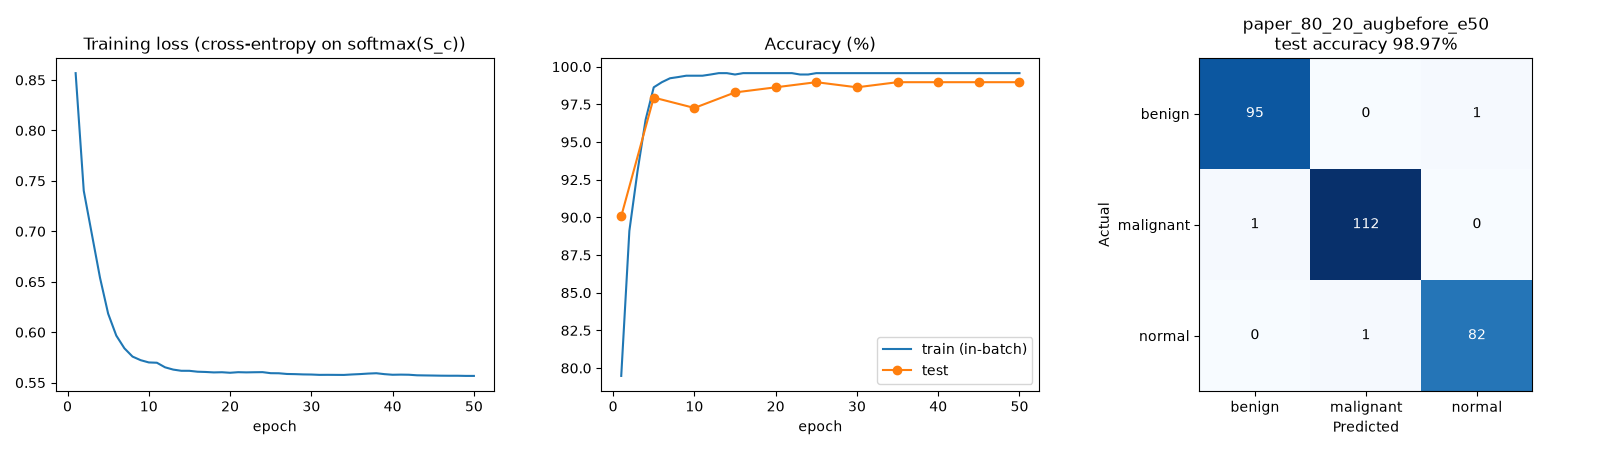 Training loss (cross-entropy on softmax(S_c))
0.85
0.80
0.75
0.70
0.65
0.60
0.55
0 10 20 30 40 50
epoch
Accuracy (%)
100.0
97.5
95.0
92.5
90.0
87.5
85.0
82.5
80.0
train (in-batch)
test
0 10 20 30 40 50
epoch
paper_80_20_augbefore_e50
test accuracy 98.97%
Actual
benign 95 0 1
malignant 1 112 0
normal 0 1 82
benign malignant normal
Predicted